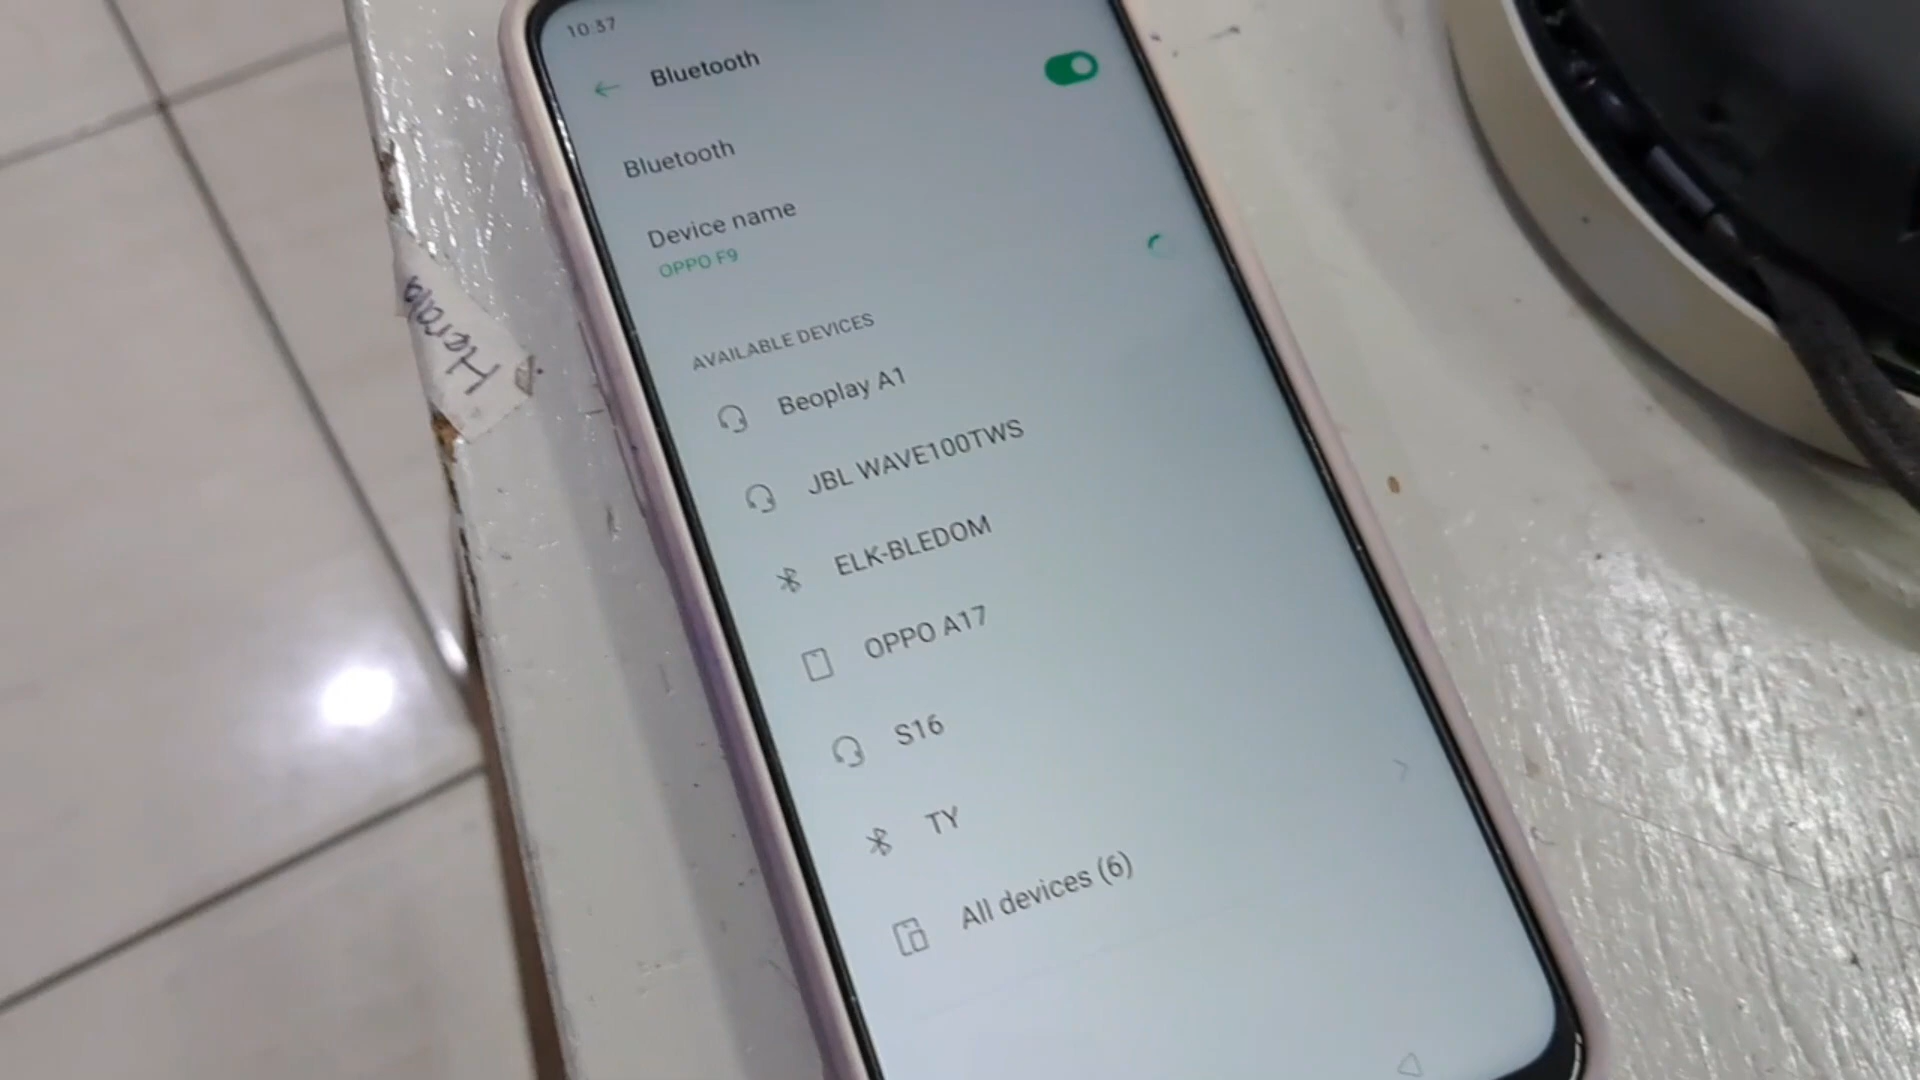 10:37
Bluetooth
Bluetooth
Device name
OPPO F9
AVAILABLE DEVICES
Beoplay A1
JBL WAVE100TWS
ELK-BLEDOM
OPPO A17
S16
TY
All devices (6)